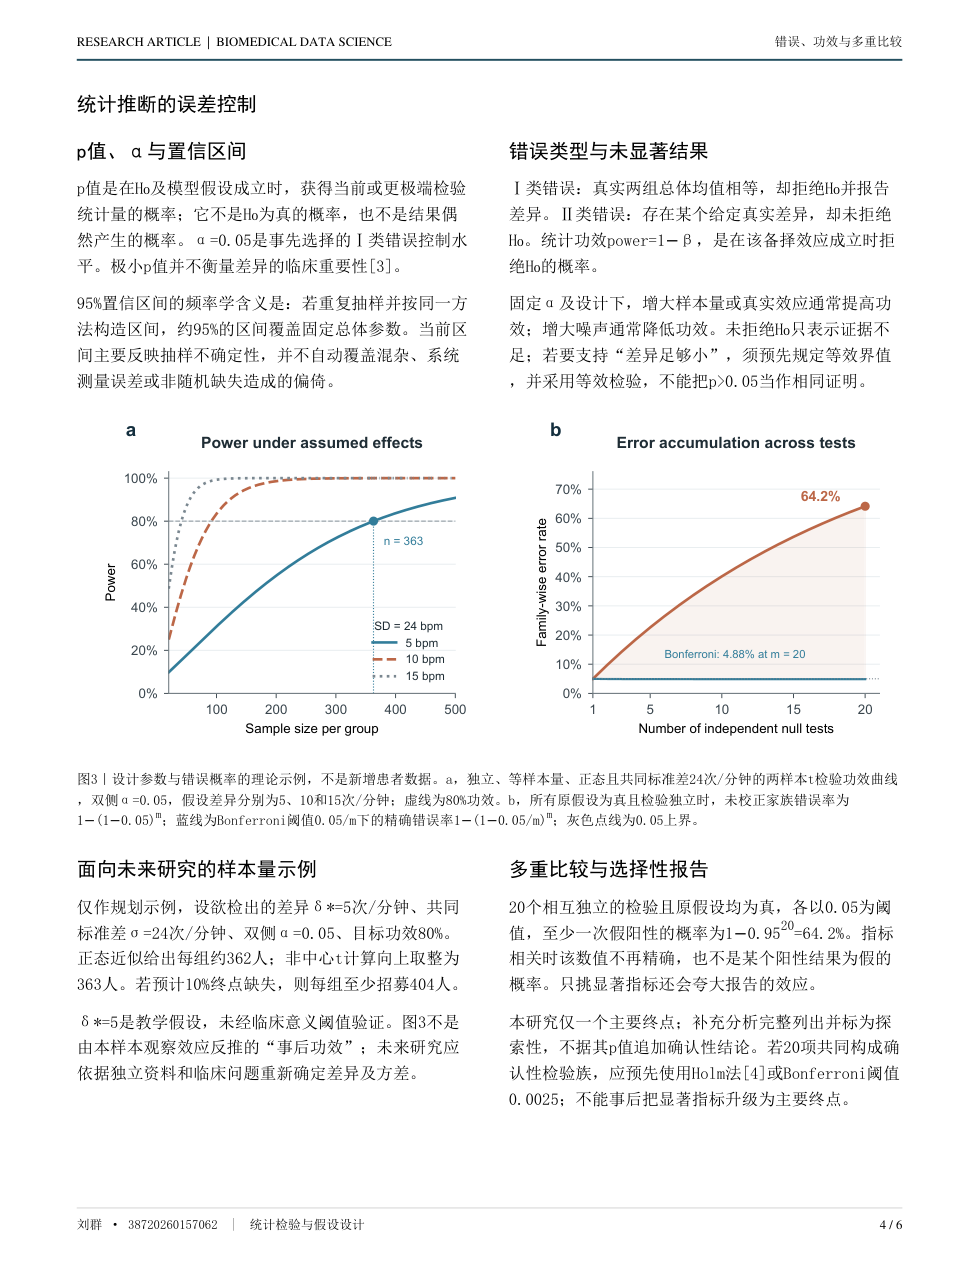 RESEARCH ARTICLE | BIOMEDICAL DATA SCIENCE
错误、功效与多重比较
统计推断的误差控制
p值、α与置信区间
p值是在H₀及模型假设成立时，获得当前或更极端检验
统计量的概率；它不是H₀为真的概率，也不是结果偶
然产生的概率。α=0.05是事先选择的Ⅰ类错误控制水
平。极小p值并不衡量差异的临床重要性[3]。
95%置信区间的频率学含义是：若重复抽样并按同一方
法构造区间，约95%的区间覆盖固定总体参数。当前区
间主要反映抽样不确定性，并不自动覆盖混杂、系统
测量误差或非随机缺失造成的偏倚。
错误类型与未显著结果
Ⅰ类错误：真实两组总体均值相等，却拒绝H₀并报告
差异。Ⅱ类错误：存在某个给定真实差异，却未拒绝
H₀。统计功效power=1−β，是在该备择效应成立时拒
绝H₀的概率。
固定α及设计下，增大样本量或真实效应通常提高功
效；增大噪声通常降低功效。未拒绝H₀只表示证据不
足；若要支持“差异足够小”，须预先规定等效界值
，并采用等效检验，不能把p>0.05当作相同证明。
a
Power under assumed effects
100%
80%
60%
40%
20%
0%
Power
n = 363
SD = 24 bpm
5 bpm
10 bpm
15 bpm
100 200 300 400 500
Sample size per group
b
Error accumulation across tests
70%
60%
50%
40%
30%
20%
10%
0%
Family-wise error rate
64.2%
Bonferroni: 4.88% at m = 20
1 5 10 15 20
Number of independent null tests
图3｜设计参数与错误概率的理论示例，不是新增患者数据。a，独立、等样本量、正态且共同标准差24次/分钟的两样本t检验功效曲线
，双侧α=0.05，假设差异分别为5、10和15次/分钟；虚线为80%功效。b，所有原假设为真且检验独立时，未校正家族错误率为
1−(1−0.05)ᵐ；蓝线为Bonferroni阈值0.05/m下的精确错误率1−(1−0.05/m)ᵐ；灰色点线为0.05上界。
面向未来研究的样本量示例
仅作规划示例，设欲检出的差异δ*=5次/分钟、共同
标准差σ=24次/分钟、双侧α=0.05、目标功效80%。
正态近似给出每组约362人；非中心t计算向上取整为
363人。若预计10%终点缺失，则每组至少招募404人。
δ*=5是教学假设，未经临床意义阈值验证。图3不是
由本样本观察效应反推的“事后功效”；未来研究应
依据独立资料和临床问题重新确定差异及方差。
多重比较与选择性报告
20个相互独立的检验且原假设均为真，各以0.05为阈
值，至少一次假阳性的概率为1−0.95²⁰=64.2%。指标
相关时该数值不再精确，也不是某个阳性结果为假的
概率。只挑显著指标还会夸大报告的效应。
本研究仅一个主要终点；补充分析完整列出并标为探
索性，不据其p值追加确认性结论。若20项共同构成确
认性检验族，应预先使用Holm法[4]或Bonferroni阈值
0.0025；不能事后把显著指标升级为主要终点。
刘群 • 38720260157062 ｜ 统计检验与假设设计
4 / 6